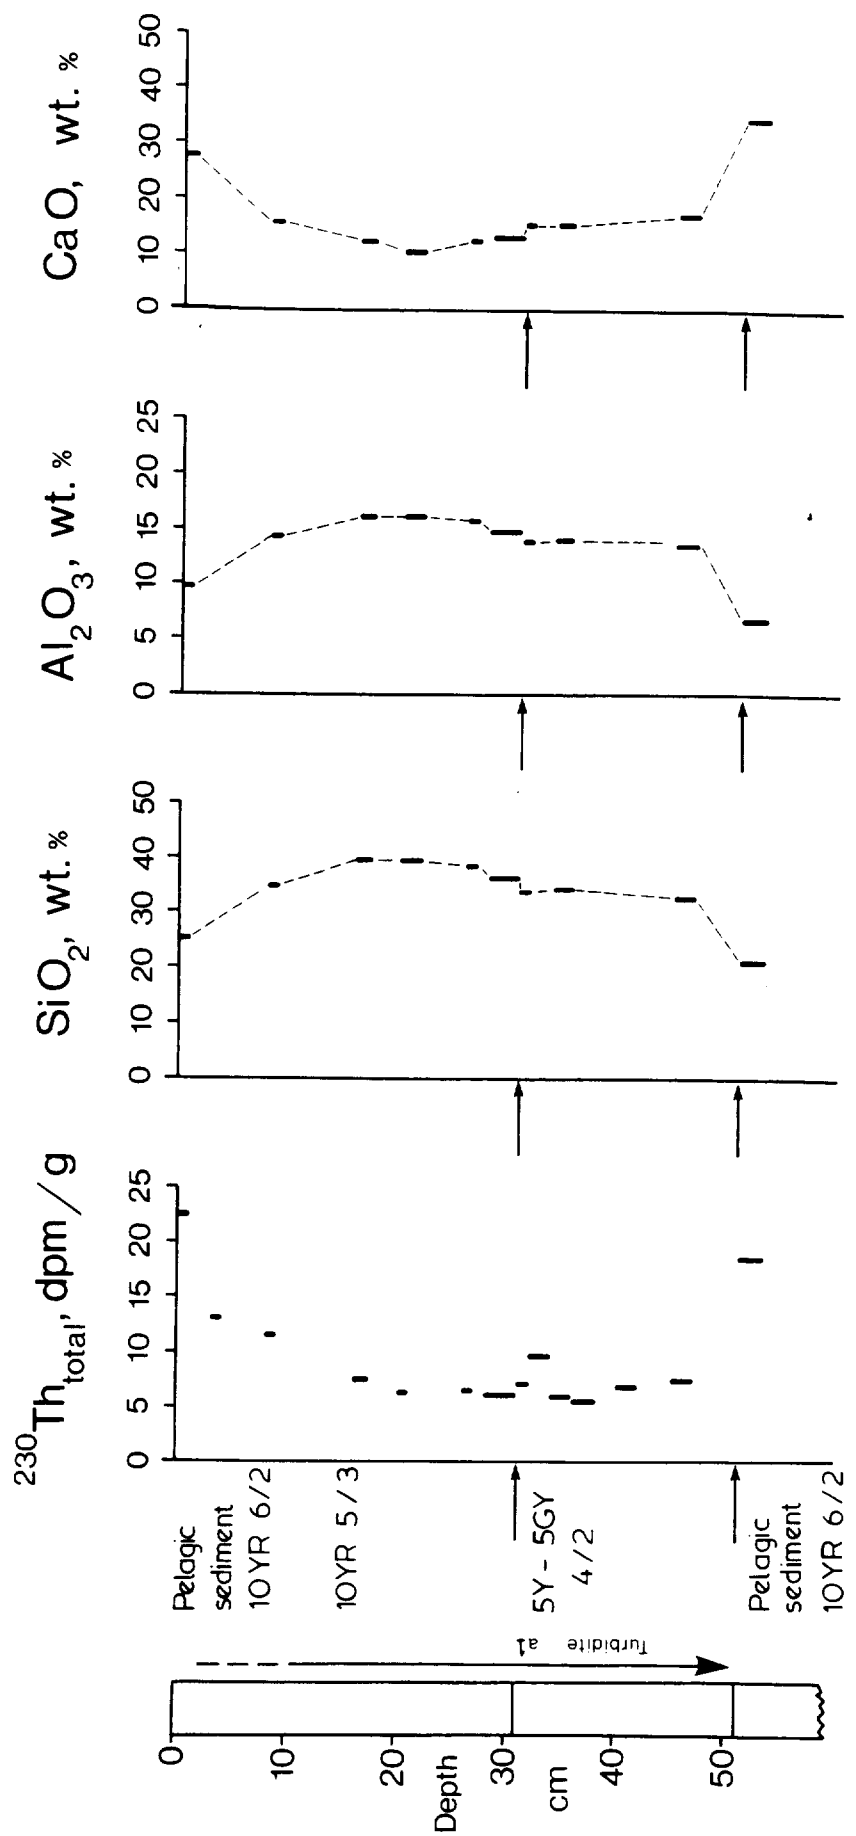 CaO, wt. %
0 10 20 30 40 50
Al₂O₃, wt. %
0 5 10 15 20 25
SiO₂, wt. %
0 10 20 30 40 50
²³⁰Th total, dpm/g
0 5 10 15 20 25
Pelagic
sediment
10YR 6/2
10YR 5/3
5Y - 5GY
4/2
Pelagic
sediment
10YR 6/2
Turbidite a1
0
10
20
30
40
50
Depth
cm